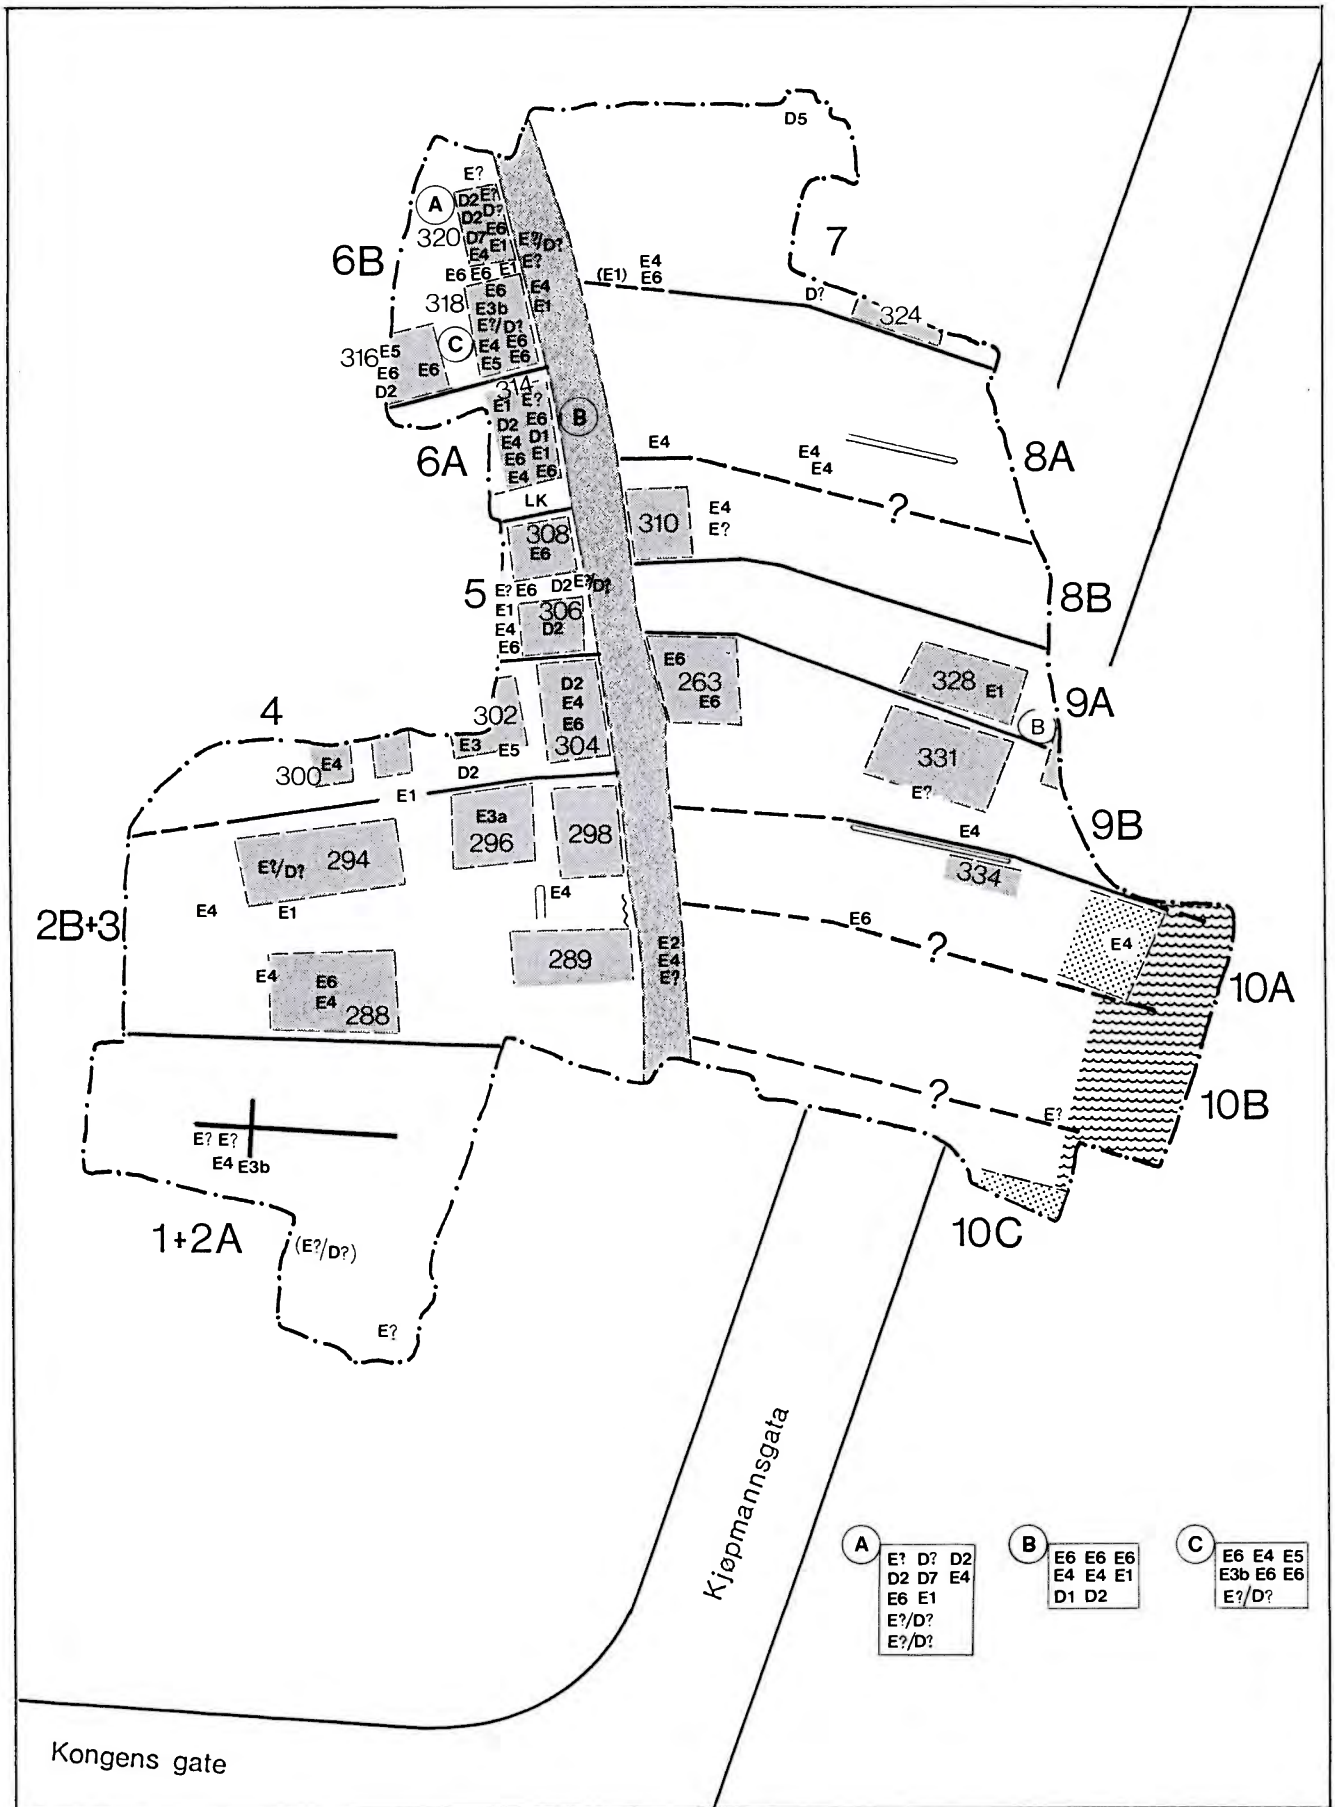 D5
E?
A
D2 E?
D2 D?
E6
320 D7 E1
E4
E?/D?
E?
6B
7
E6 E6 E1
(E1) E4
E6
D?
324
318 E6
E3b
E?/D?
E4 E6
E5 E6
E4
E1
C
316 E5
E6
D2
E6
314
E1 E?
D2 E6
E4 D1
E6 E1
E4 E6
B
6A
E4
E4
E4
8A
LK
?
310
E4
E?
308
E6
5
E? E6 D2 E?/D?
E1
E4
E6
306
D2
8B
E6
263
E6
328 E1
9A
B
D2
E4
E6
304
302
E3 E5
D2
4
300 E4
331
E?
E1
E3a
296
298
E4
9B
334
E?/D? 294
E4
E1
E4
2B+3
E6
?
E4
289
E2
E4
E?
E4 E6
E4
288
10A
10B
?
E?
E? E?
E4 E3b
1+2A
(E?/D?)
10C
E?
Kjøpmannsgata
A
E? D? D2
D2 D7 E4
E6 E1
E?/D?
E?/D?
B
E6 E6 E6
E4 E4 E1
D1 D2
C
E6 E4 E5
E3b E6 E6
E?/D?
Kongens gate